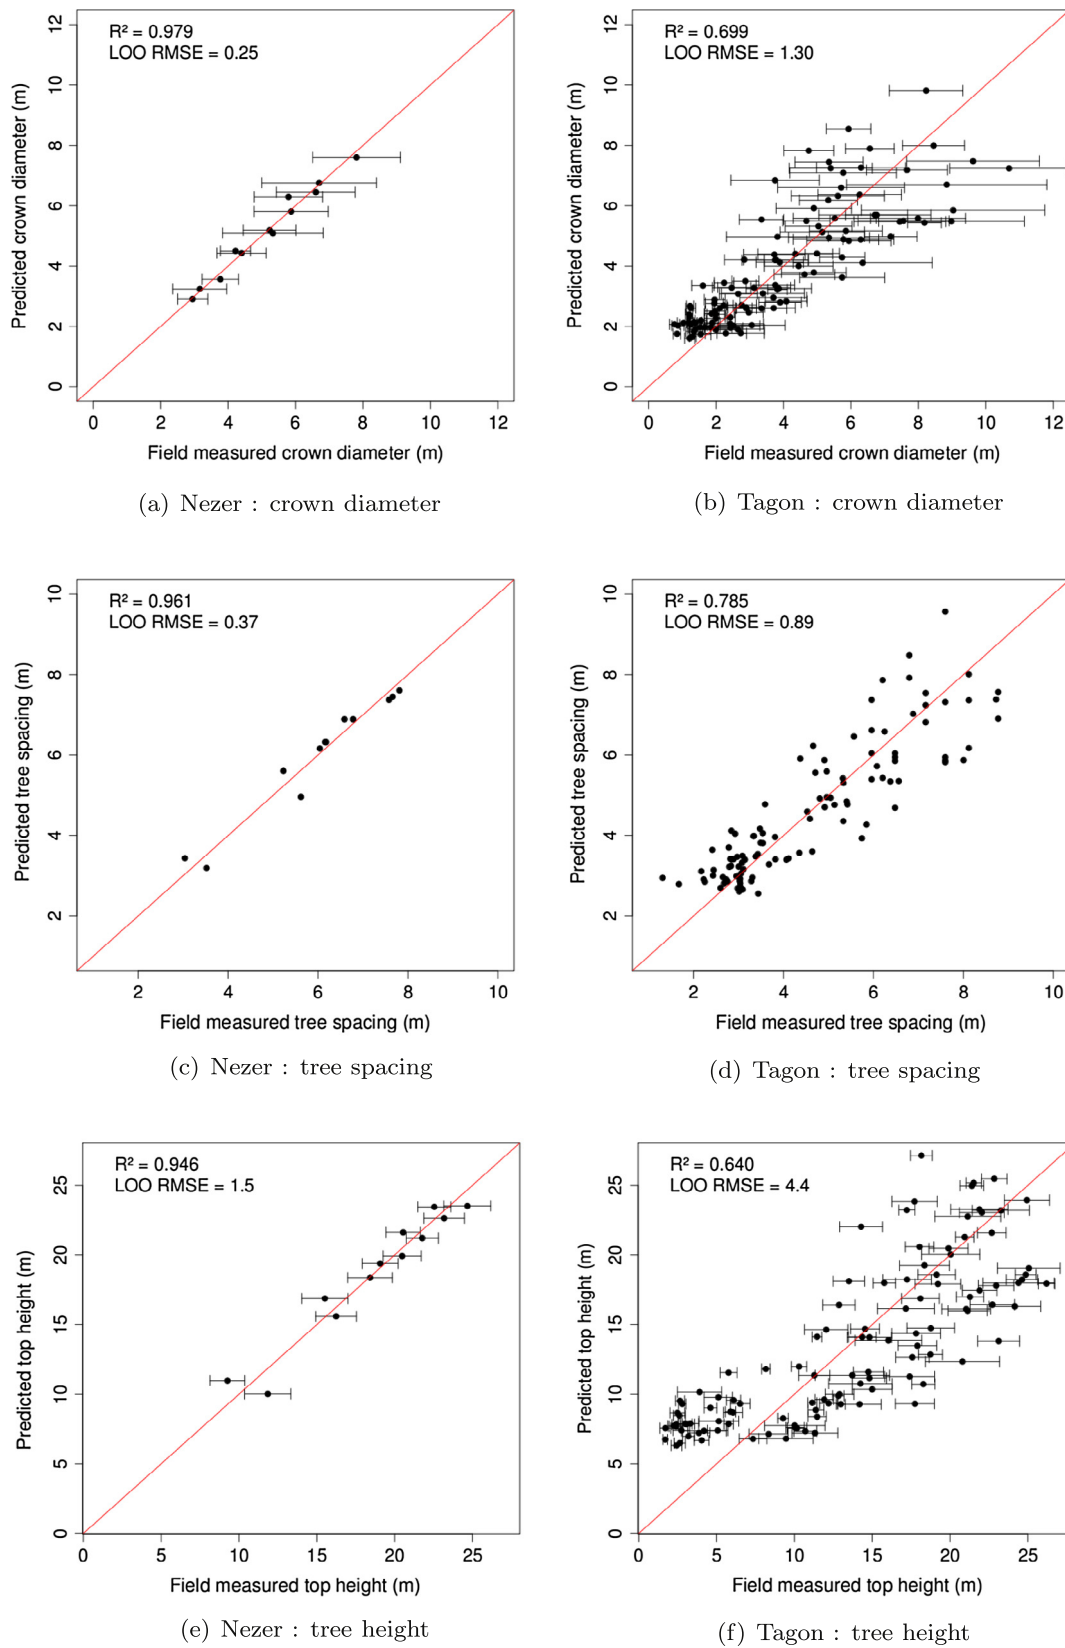 R² = 0.979
LOO RMSE = 0.25
Predicted crown diameter (m)
0 2 4 6 8 10 12
0 2 4 6 8 10 12
Field measured crown diameter (m)
(a) Nezer : crown diameter
R² = 0.699
LOO RMSE = 1.30
Predicted crown diameter (m)
0 2 4 6 8 10 12
0 2 4 6 8 10 12
Field measured crown diameter (m)
(b) Tagon : crown diameter
R² = 0.961
LOO RMSE = 0.37
Predicted tree spacing (m)
2 4 6 8 10
2 4 6 8 10
Field measured tree spacing (m)
(c) Nezer : tree spacing
R² = 0.785
LOO RMSE = 0.89
Predicted tree spacing (m)
2 4 6 8 10
2 4 6 8 10
Field measured tree spacing (m)
(d) Tagon : tree spacing
R² = 0.946
LOO RMSE = 1.5
Predicted top height (m)
0 5 10 15 20 25
0 5 10 15 20 25
Field measured top height (m)
(e) Nezer : tree height
R² = 0.640
LOO RMSE = 4.4
Predicted top height (m)
0 5 10 15 20 25
0 5 10 15 20 25
Field measured top height (m)
(f) Tagon : tree height